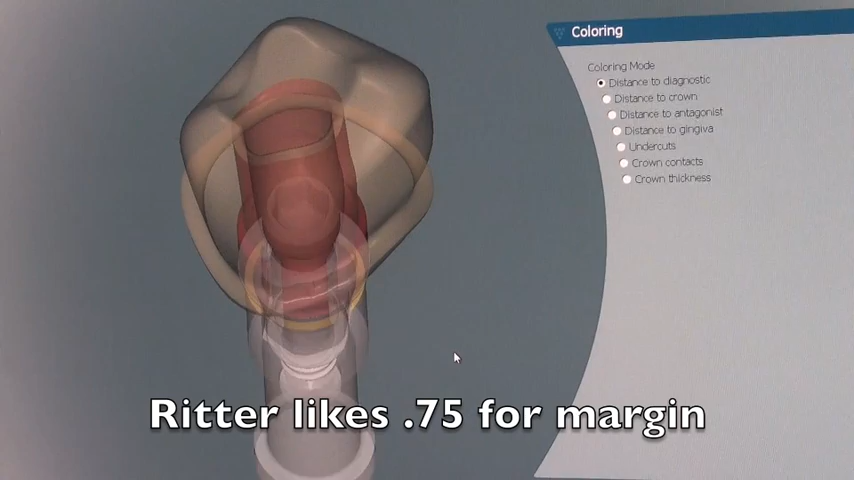 Coloring
Coloring Mode
Distance to diagnostic
Distance to crown
Distance to antagonist
Distance to gingiva
Undercuts
Crown contacts
Crown thickness
Ritter likes .75 for margin